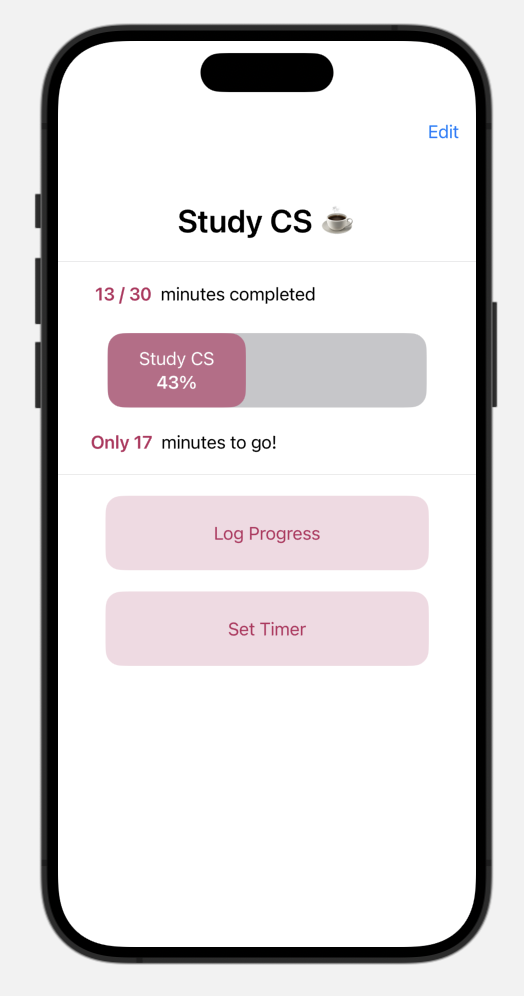 Edit
Study CS ☕
13 / 30 minutes completed
Study CS
43%
Only 17 minutes to go!
Log Progress
Set Timer